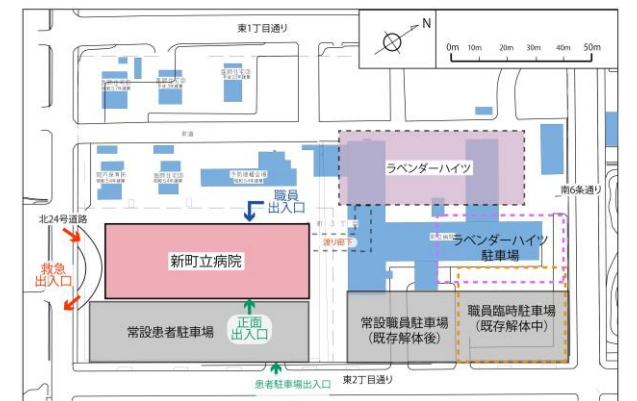 東1丁目通り
N
0m 10m 20m 30m 40m 50m
町道
ラベンダーハイツ
南6条通り
北24号道路
職員
出入口
渡り廊下
ラベンダーハイツ
駐車場
救急
出入口
新町立病院
正面
出入口
常設患者駐車場
常設職員駐車場
(既存解体後)
職員臨時駐車場
(既存解体中)
患者駐車場出入口
東2丁目通り